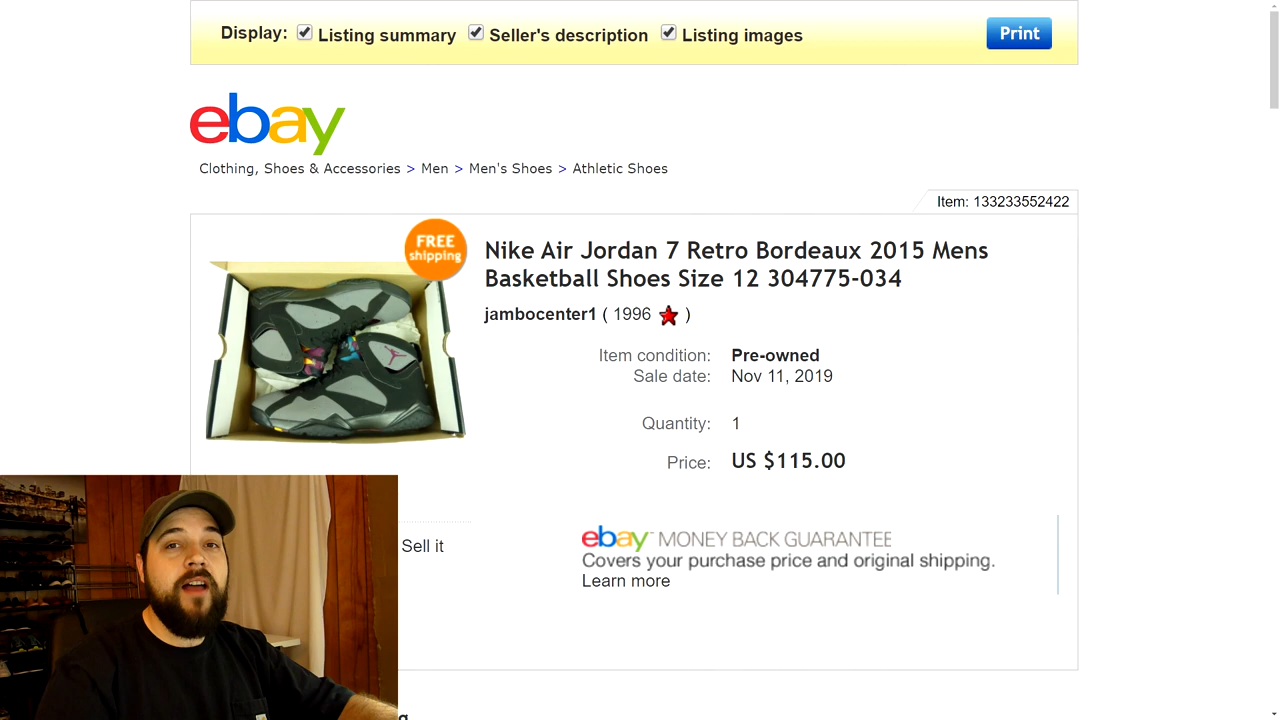 Display: Listing summary Seller's description Listing images Print
ebay
Clothing, Shoes & Accessories > Men > Men's Shoes > Athletic Shoes
Item: 133233552422
FREE
shipping
Nike Air Jordan 7 Retro Bordeaux 2015 Mens
Basketball Shoes Size 12 304775-034
jambocenter1 ( 1996 )
Item condition: Pre-owned
Sale date: Nov 11, 2019
Quantity: 1
Price: US $115.00
Sell it
ebay™ MONEY BACK GUARANTEE
Covers your purchase price and original shipping.
Learn more